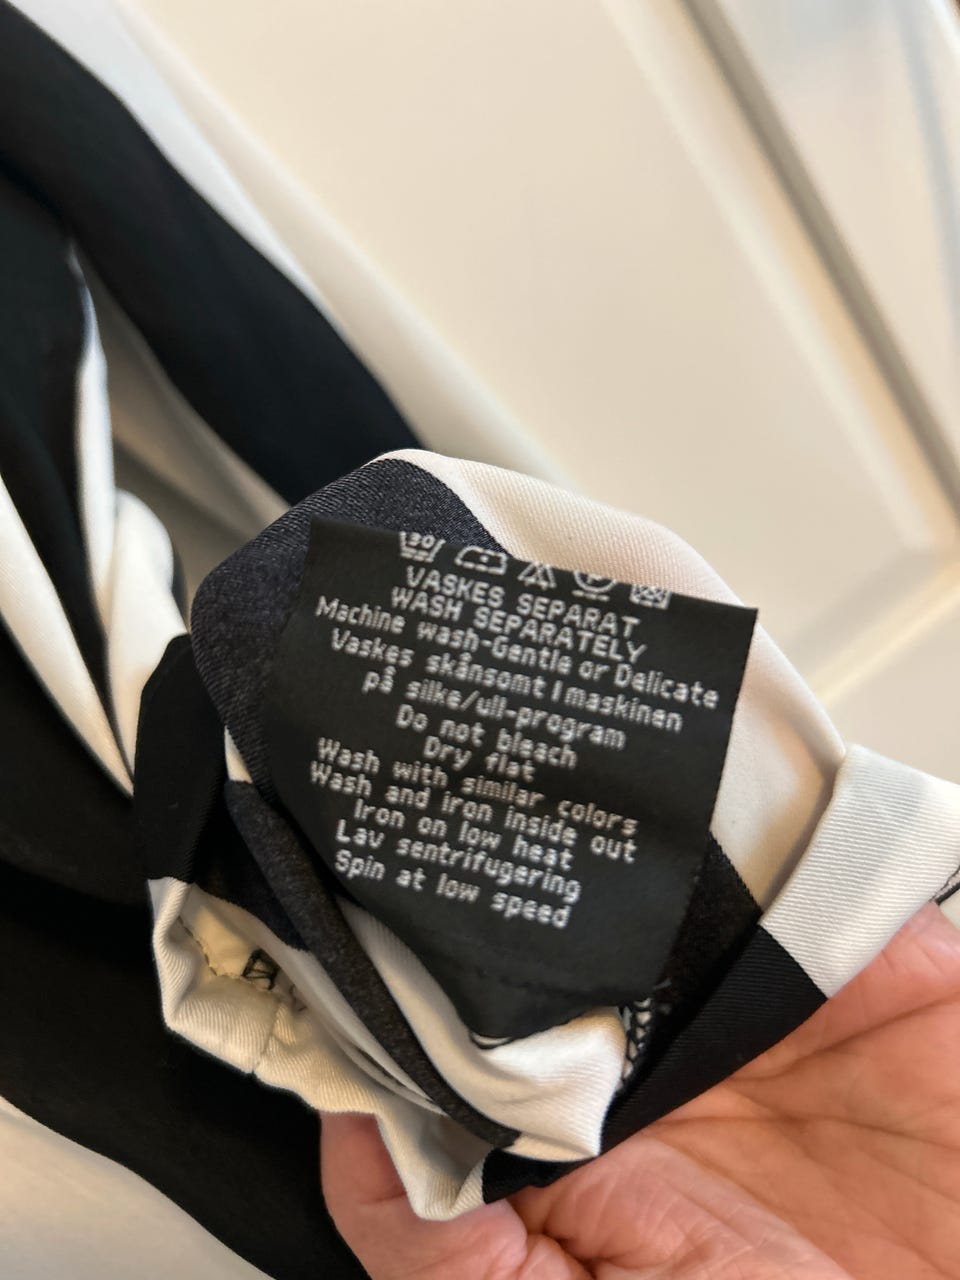 30
P
VASKES SEPARAT
WASH SEPARATELY
Machine wash-Gentle or Delicate
Vaskes skånsomt I maskinen
på silke/ull-program
Do not bleach
Dry flat
Wash with similar colors
Wash and iron inside out
Iron on low heat
Lav sentrifugering
Spin at low speed